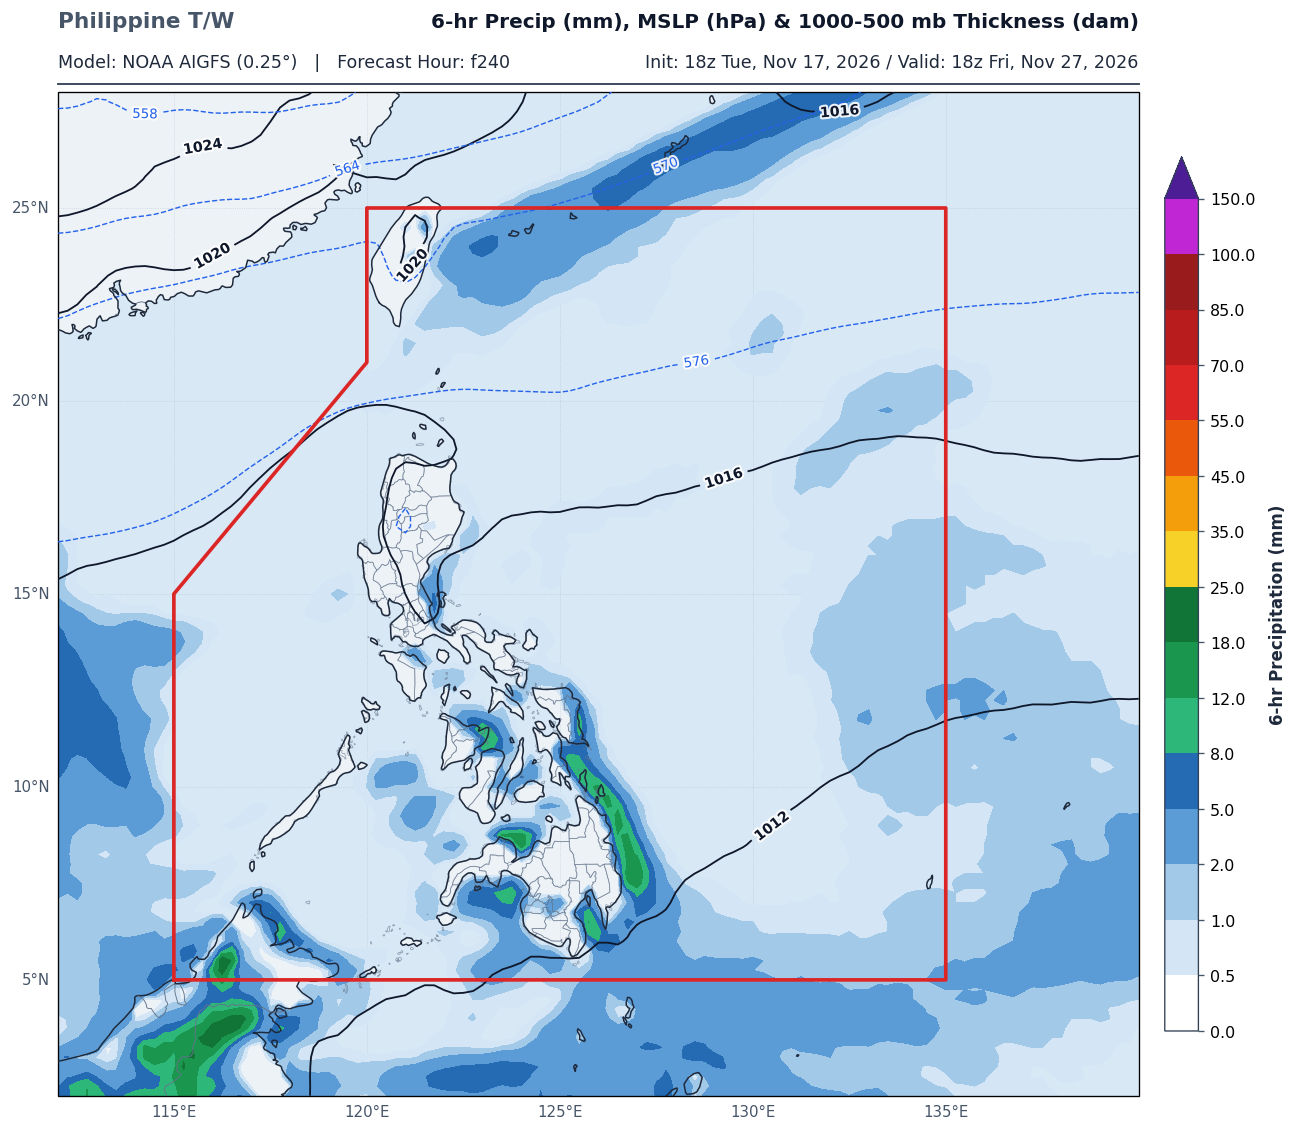 Philippine T/W
6-hr Precip (mm), MSLP (hPa) & 1000-500 mb Thickness (dam)
Model: NOAA AIGFS (0.25°) | Forecast Hour: f240
Init: 18z Tue, Nov 17, 2026 / Valid: 18z Fri, Nov 27, 2026
558
1024
564
1020
1020
570
1016
576
1016
1012
25°N
20°N
15°N
10°N
5°N
115°E
120°E
125°E
130°E
135°E
150.0
100.0
85.0
70.0
55.0
45.0
35.0
25.0
18.0
12.0
8.0
5.0
2.0
1.0
0.5
0.0
6-hr Precipitation (mm)